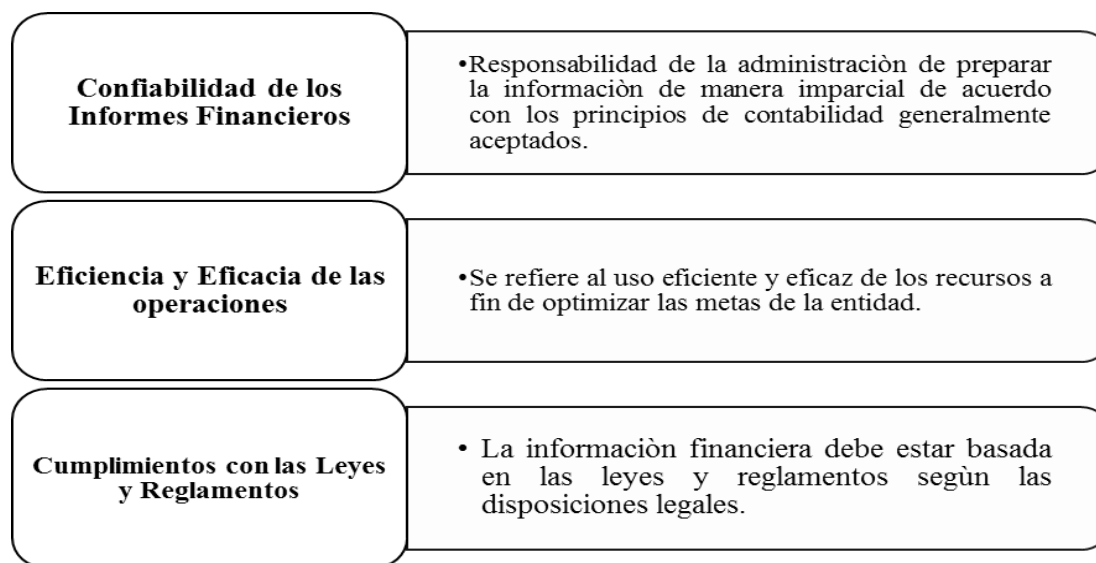 Confiabilidad de los
Informes Financieros
•Responsabilidad de la administraciòn de preparar
la informaciòn de manera imparcial de acuerdo
con los principios de contabilidad generalmente
aceptados.
Eficiencia y Eficacia de las
operaciones
•Se refiere al uso eficiente y eficaz de los recursos a
fin de optimizar las metas de la entidad.
Cumplimientos con las Leyes
y Reglamentos
• La informaciòn financiera debe estar basada
en las leyes y reglamentos segùn las
disposiciones legales.